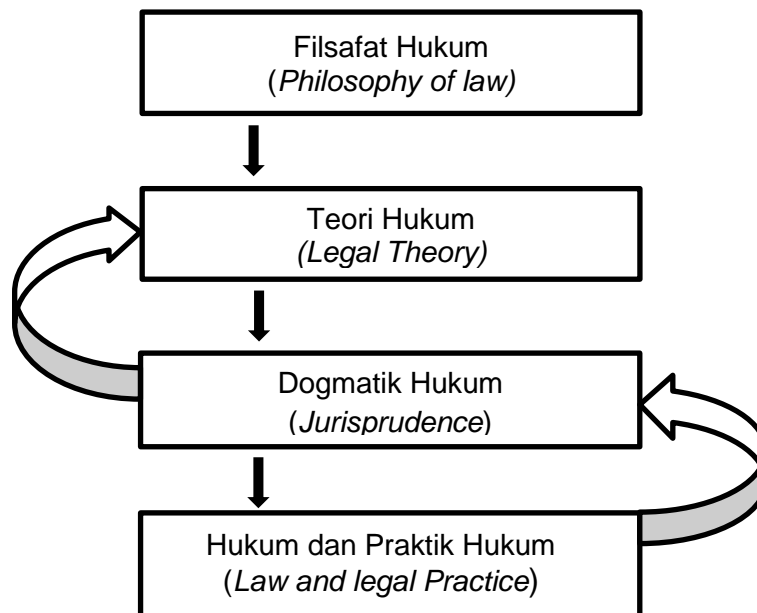 Filsafat Hukum
(Philosophy of law)
Teori Hukum
(Legal Theory)
Dogmatik Hukum
(Jurisprudence)
Hukum dan Praktik Hukum
(Law and legal Practice)